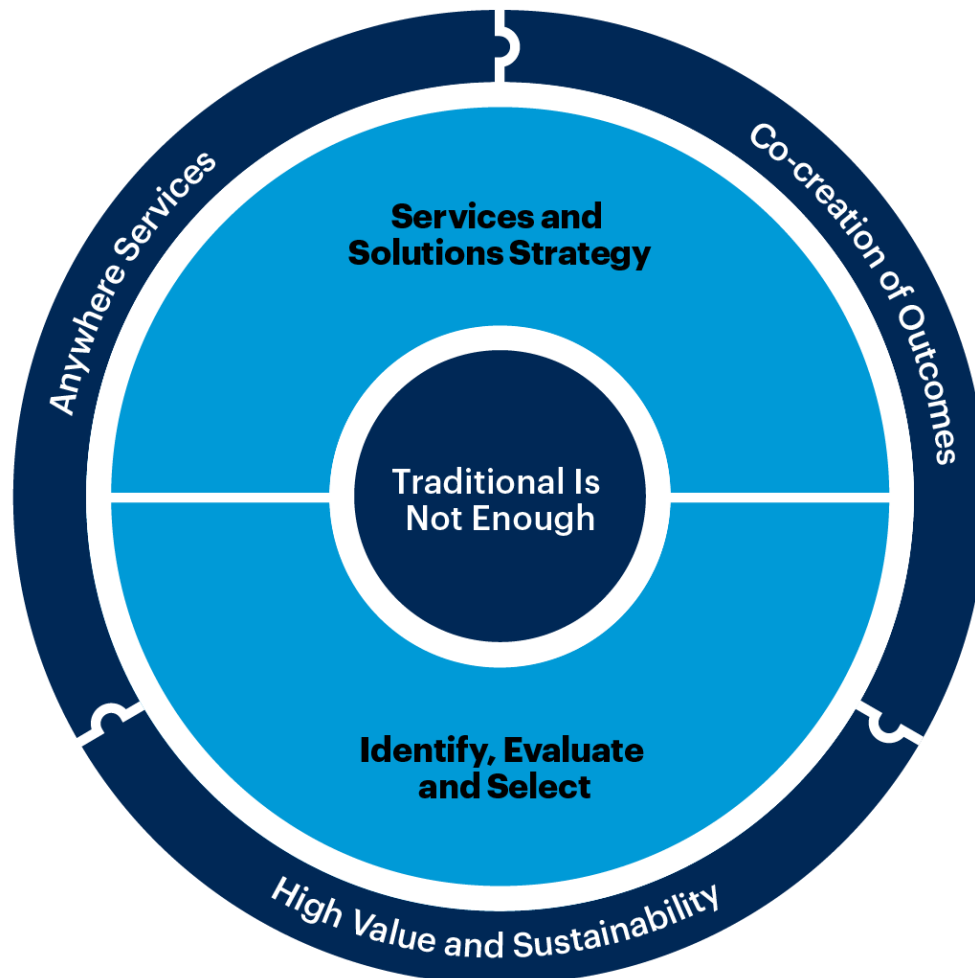 Anywhere Services
Co-creation of Outcomes
Services and
Solutions Strategy
Traditional Is
Not Enough
Identify, Evaluate
and Select
High Value and Sustainability